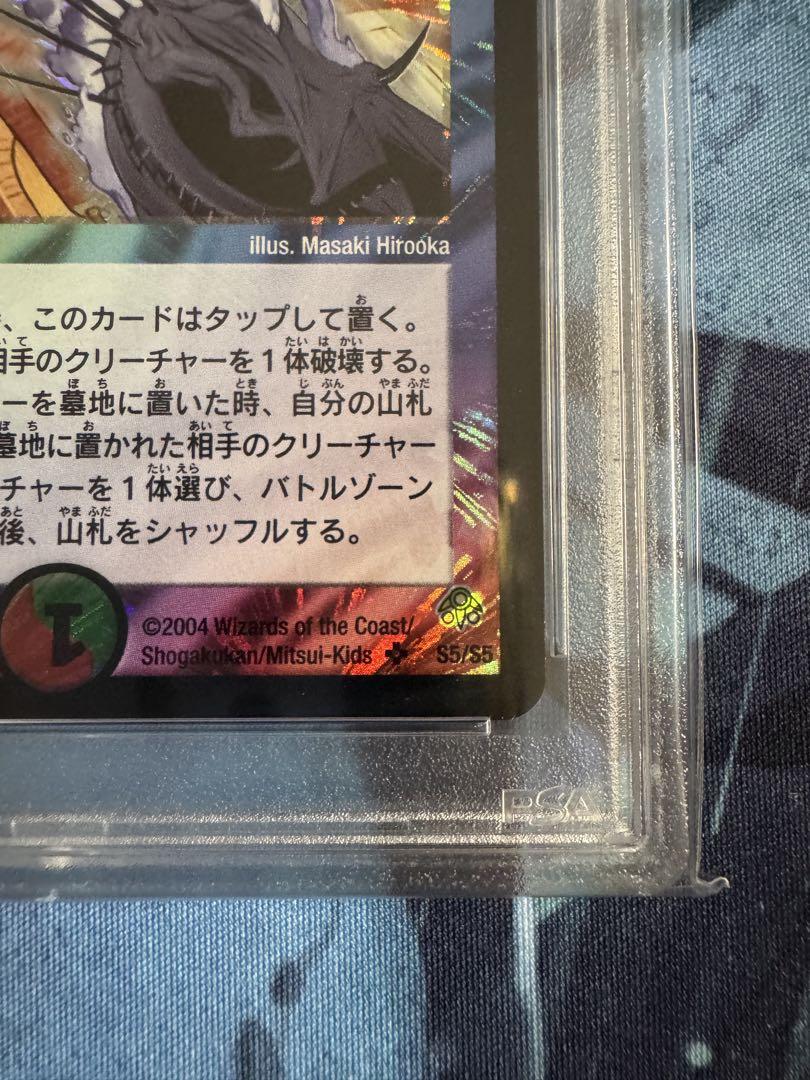 illus. Masaki Hirooka
、このカードはタップして置く。
相手のクリーチャーを1体破壊する。
ーを墓地に置いた時、自分の山札
墓地に置かれた相手のクリーチャー
チャーを1体選び、バトルゾーン
後、山札をシャッフルする。
1
©2004 Wizards of the Coast/
Shogakukan/Mitsui-Kids S5/S5
PSA